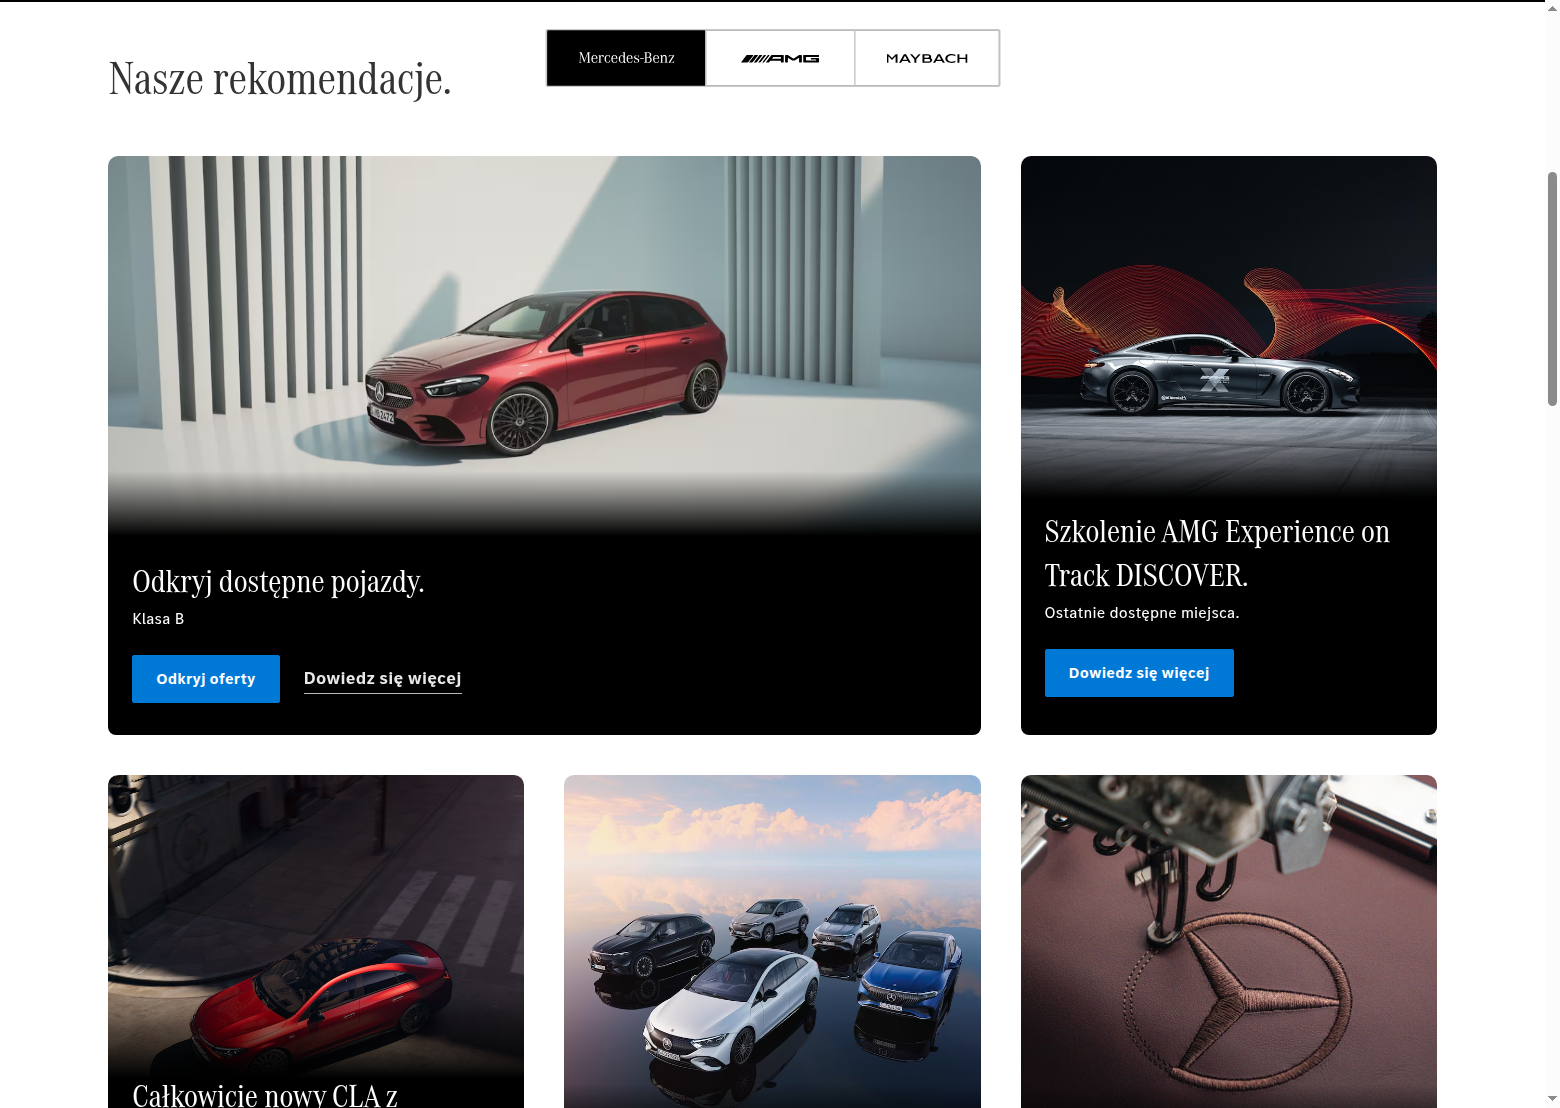 Nasze rekomendacje.
Mercedes-Benz
AMG
MAYBACH
Odkryj dostępne pojazdy.
Klasa B
Odkryj oferty
Dowiedz się więcej
Szkolenie AMG Experience on
Track DISCOVER.
Ostatnie dostępne miejsca.
Dowiedz się więcej
Całkowicie nowy CLA z